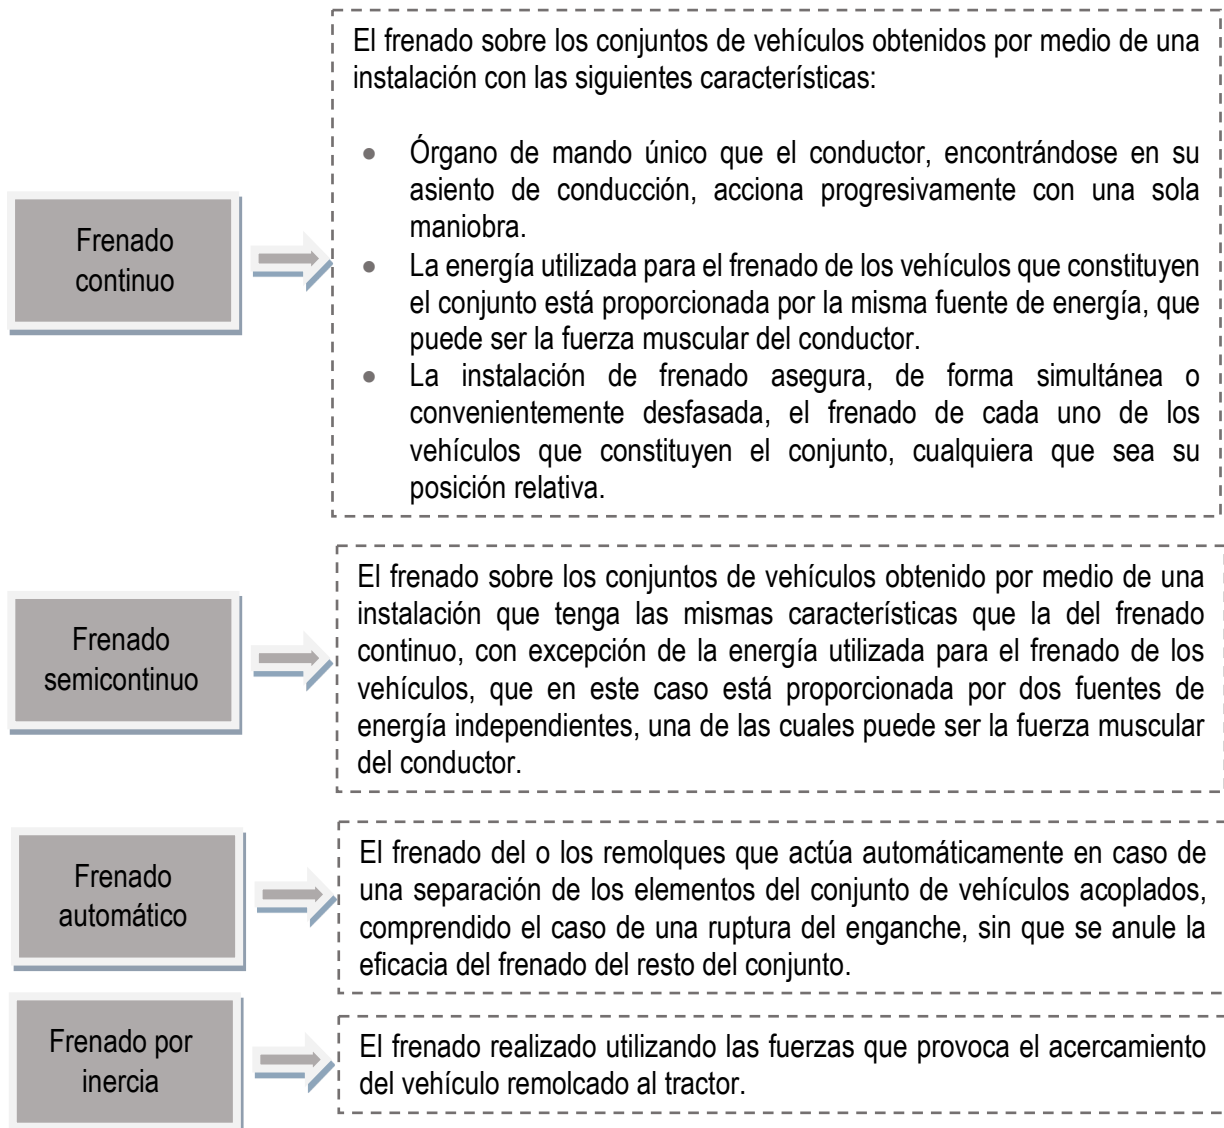 El frenado sobre los conjuntos de vehículos obtenidos por medio de una
instalación con las siguientes características:
• Órgano de mando único que el conductor, encontrándose en su
asiento de conducción, acciona progresivamente con una sola
maniobra.
Frenado
continuo
• La energía utilizada para el frenado de los vehículos que constituyen
el conjunto está proporcionada por la misma fuente de energía, que
puede ser la fuerza muscular del conductor.
• La instalación de frenado asegura, de forma simultánea o
convenientemente desfasada, el frenado de cada uno de los
vehículos que constituyen el conjunto, cualquiera que sea su
posición relativa.
Frenado
semicontinuo
El frenado sobre los conjuntos de vehículos obtenido por medio de una
instalación que tenga las mismas características que la del frenado
continuo, con excepción de la energía utilizada para el frenado de los
vehículos, que en este caso está proporcionada por dos fuentes de
energía independientes, una de las cuales puede ser la fuerza muscular
del conductor.
Frenado
automático
El frenado del o los remolques que actúa automáticamente en caso de
una separación de los elementos del conjunto de vehículos acoplados,
comprendido el caso de una ruptura del enganche, sin que se anule la
eficacia del frenado del resto del conjunto.
Frenado por
inercia
El frenado realizado utilizando las fuerzas que provoca el acercamiento
del vehículo remolcado al tractor.